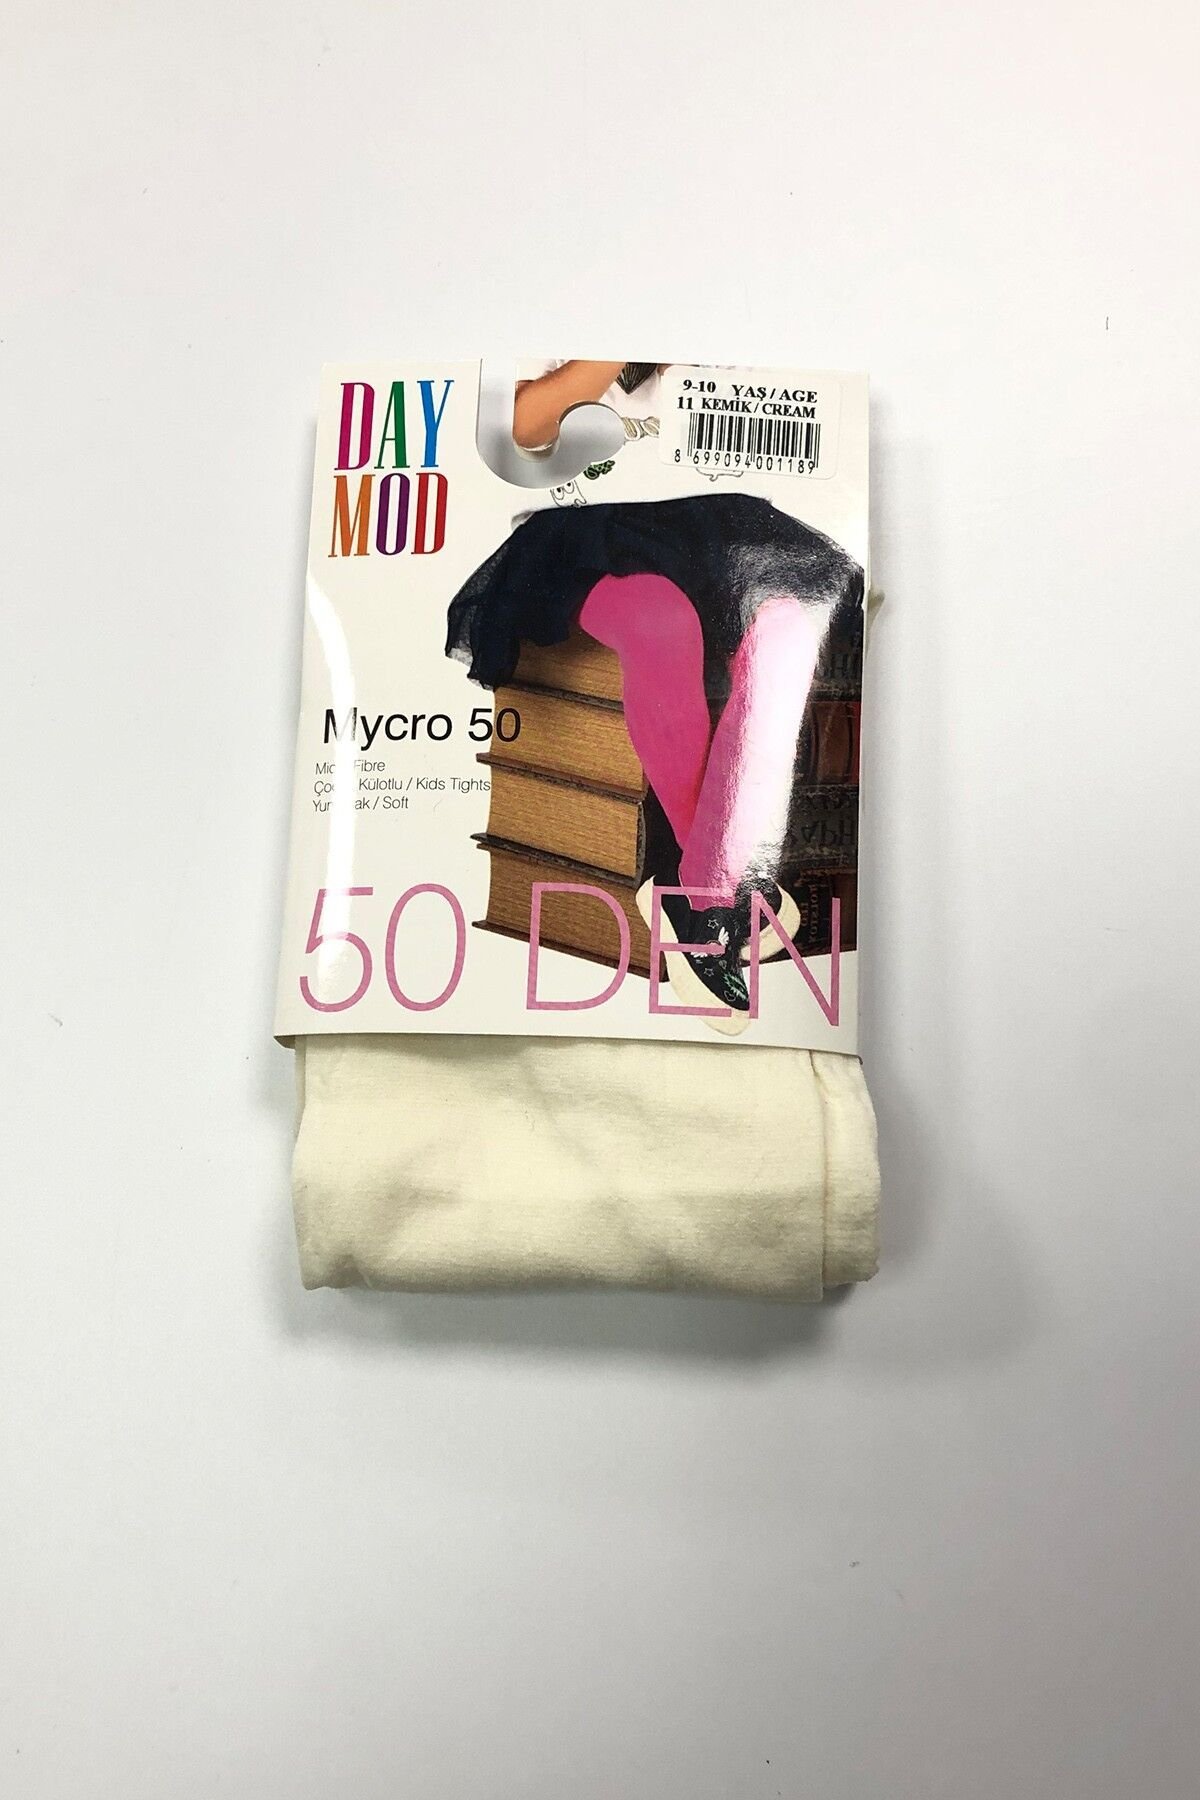 DAY
MOD
9-10 YAŞ / AGE
11 KEMİK / CREAM
8 699094 001189
Mycro 50
Fibre
Külotlu / Kids Tights
/ Soft
50 DEN